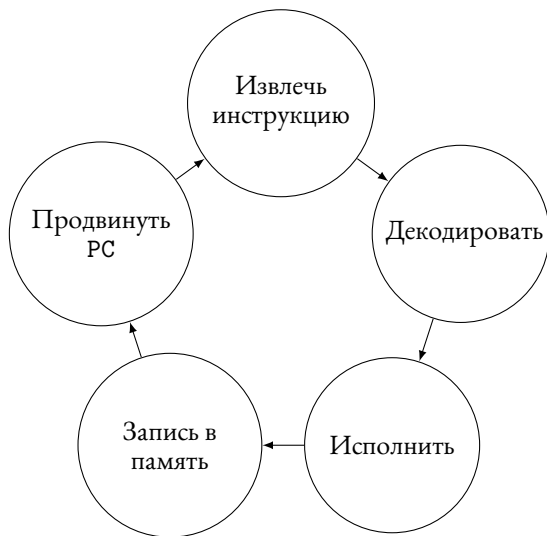 Извлечь
инструкцию
Декодировать
Исполнить
Запись в
память
Продвинуть
PC